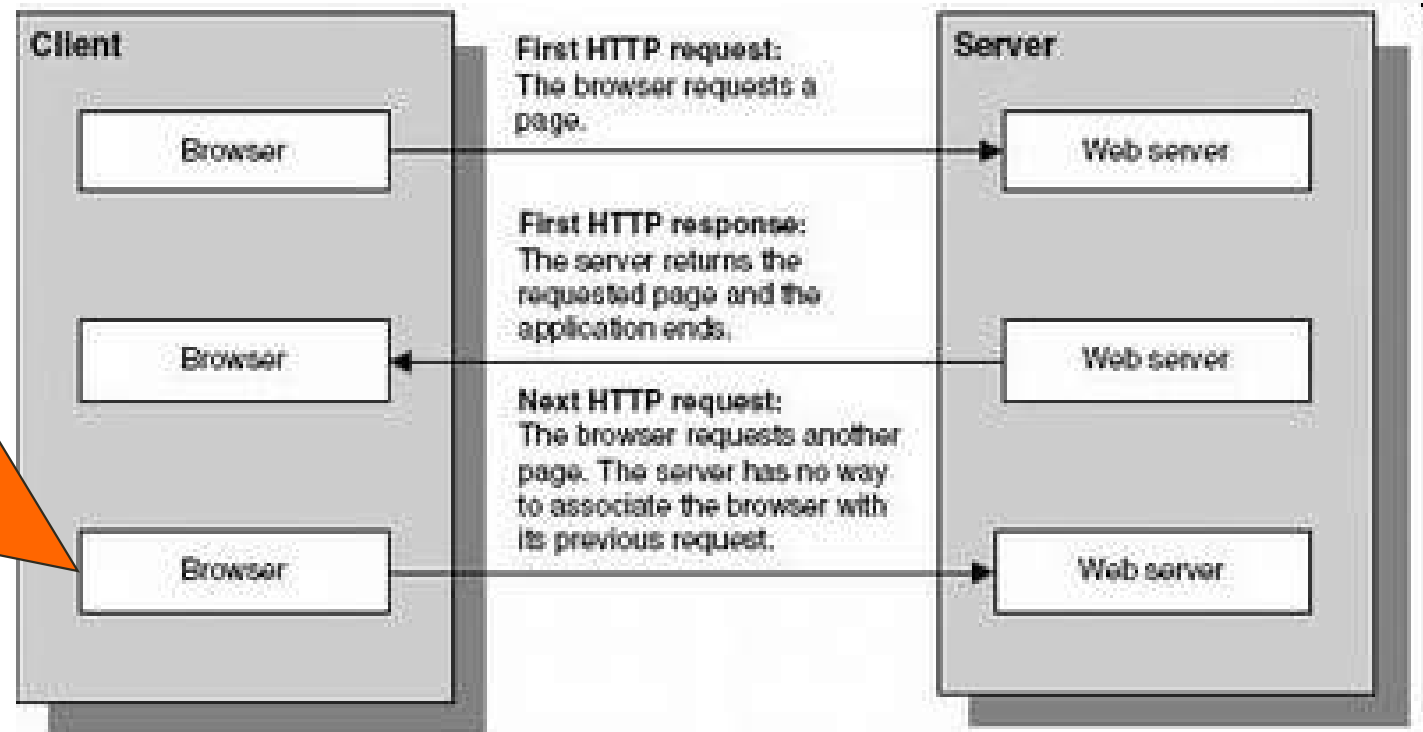 Client
Server
First HTTP request:
The browser requests a
page.
Browser
Web server
First HTTP response:
The server returns the
requested page and the
application ends.
Browser
Web server
Next HTTP request:
The browser requests another
page. The server has no way
to associate the browser with
its previous request.
Browser
Web server